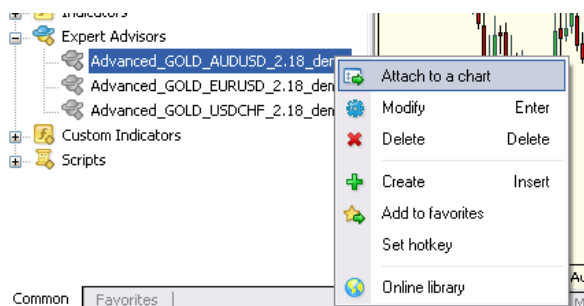 Indicators
Expert Advisors
Advanced_GOLD_AUDUSD_2.18_den
Advanced_GOLD_EURUSD_2.18_den
Advanced_GOLD_USDCHF_2.18_den
Custom Indicators
Scripts
Attach to a chart
Modify Enter
Delete Delete
Create Insert
Add to favorites
Set hotkey
Online library
Common Favorites